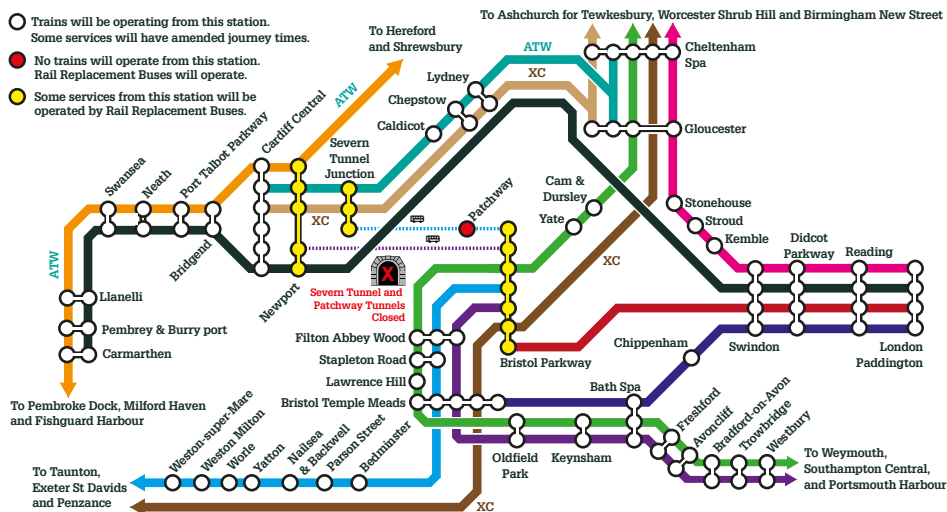 Trains will be operating from this station.
Some services will have amended journey times.
No trains will operate from this station.
Rail Replacement Buses will operate.
Some services from this station will be
operated by Rail Replacement Buses.
To Hereford
and Shrewsbury
To Ashchurch for Tewkesbury, Worcester Shrub Hill and Birmingham New Street
ATW
ATW
XC
Cheltenham
Spa
Lydney
Chepstow
Caldicot
Gloucester
Cardiff Central
Severn
Tunnel
Junction
Port Talbot Parkway
Swansea
Neath
Bridgend
Newport
XC
Patchway
Cam &
Dursley
Yate
Stonehouse
Stroud
Kemble
Didcot
Parkway
Reading
XC
ATW
X
Severn Tunnel and
Patchway Tunnels
Closed
Llanelli
Pembrey & Burry port
Carmarthen
Filton Abbey Wood
Stapleton Road
Lawrence Hill
Bristol Temple Meads
Bristol Parkway
Chippenham
Swindon
London
Paddington
Bath Spa
To Pembroke Dock, Milford Haven
and Fishguard Harbour
Weston-super-Mare
Weston Milton
Worle
Yatton
Nailsea
& Backwell
Parson Street
Bedminster
Oldfield
Park
Keynsham
Freshford
Avoncliff
Bradford-on-Avon
Trowbridge
Westbury
To Weymouth,
Southampton Central,
and Portsmouth Harbour
To Taunton,
Exeter St Davids
and Penzance
XC